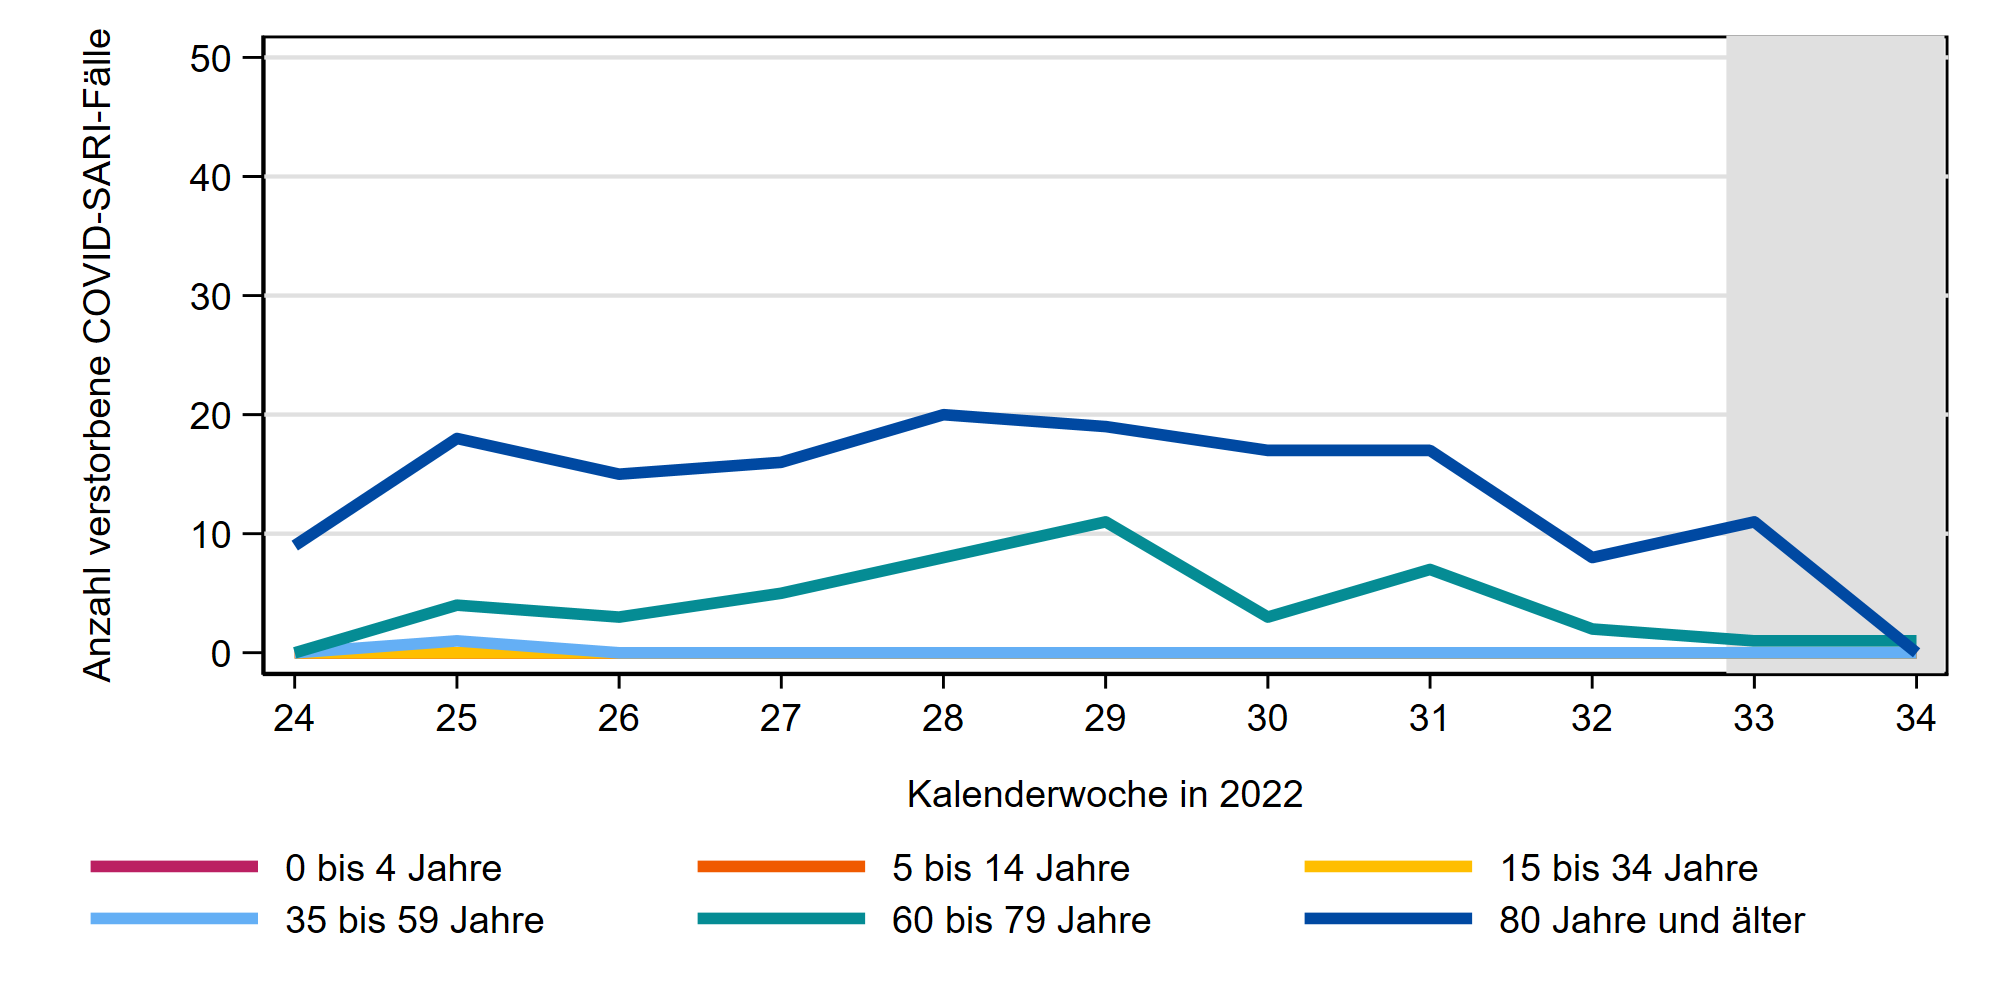 Anzahl verstorbene COVID-SARI-Fälle
50
40
30
20
10
0
24 25 26 27 28 29 30 31 32 33 34
Kalenderwoche in 2022
0 bis 4 Jahre 5 bis 14 Jahre 15 bis 34 Jahre
35 bis 59 Jahre 60 bis 79 Jahre 80 Jahre und älter